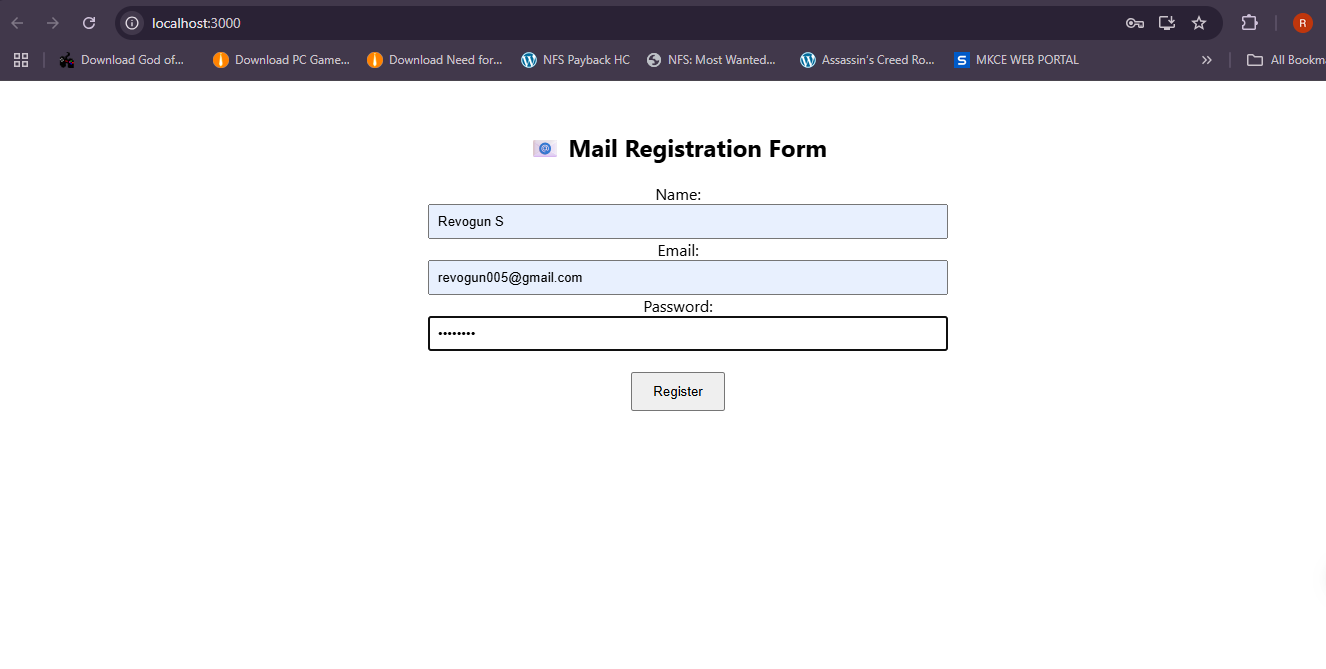 localhost:3000
R
Download God of...
Download PC Game...
Download Need for...
NFS Payback HC
NFS: Most Wanted...
Assassin's Creed Ro...
S MKCE WEB PORTAL
»
All Bookm
Mail Registration Form
Name:
Revogun S
Email:
revogun005@gmail.com
Password:
••••••••
Register